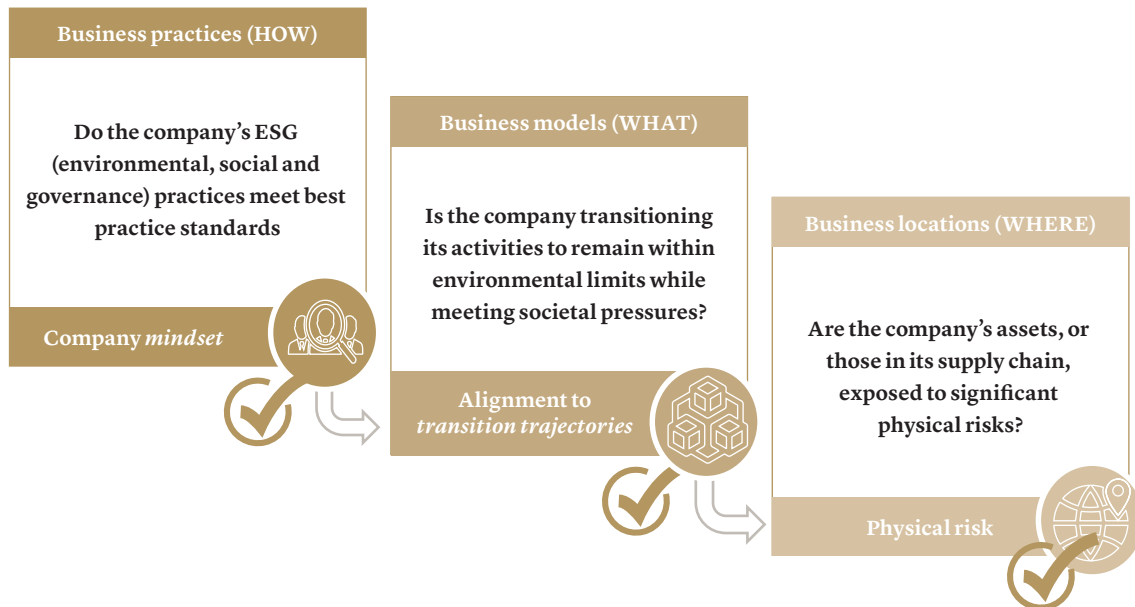 Business practices (HOW)
Do the company’s ESG
(environmental, social and
governance) practices meet best
practice standards
Company mindset
Business models (WHAT)
Is the company transitioning
its activities to remain within
environmental limits while
meeting societal pressures?
Alignment to
transition trajectories
Business locations (WHERE)
Are the company’s assets, or
those in its supply chain,
exposed to significant
physical risks?
Physical risk